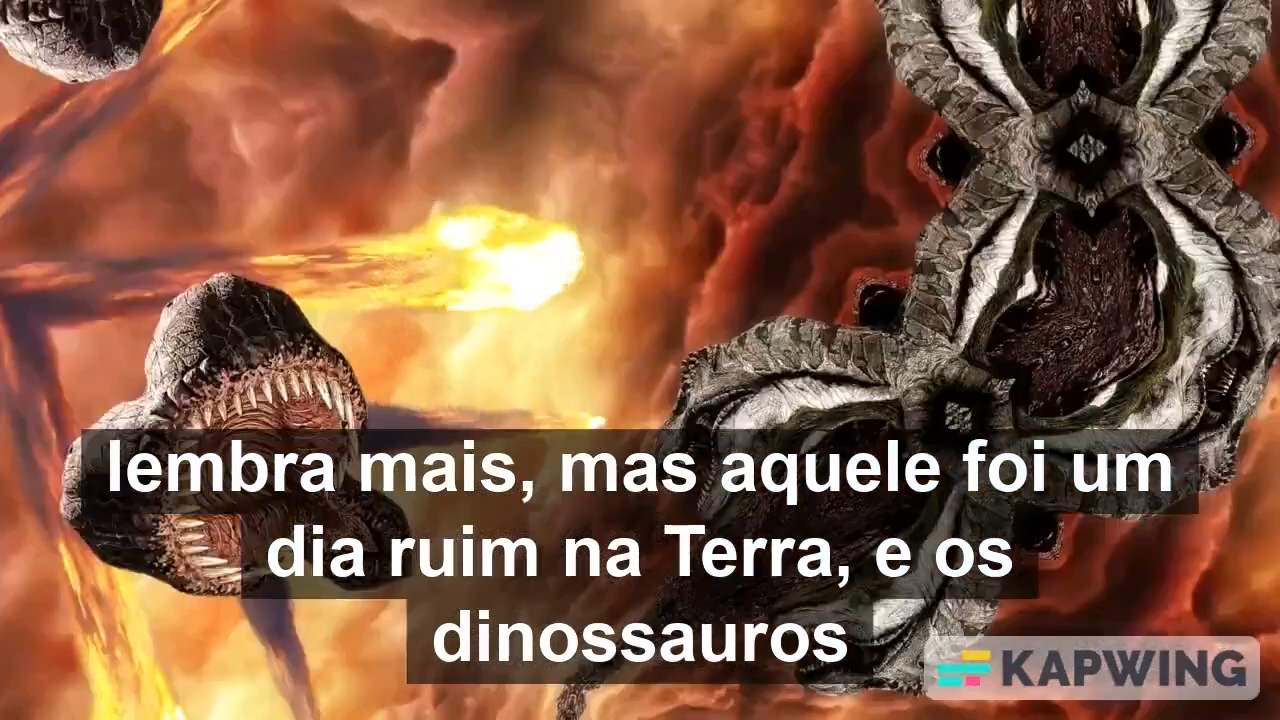 lembra mais, mas aquele foi um
dia ruim na Terra, e os
dinossauros
KAPWING